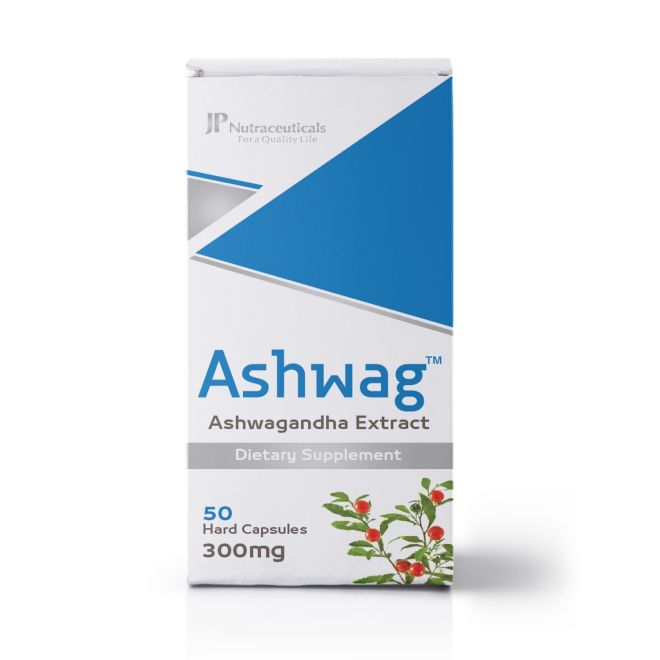 JP Nutraceuticals
For a Quality Life
Ashwag™
Ashwagandha Extract
Dietary Supplement
50
Hard Capsules
300mg